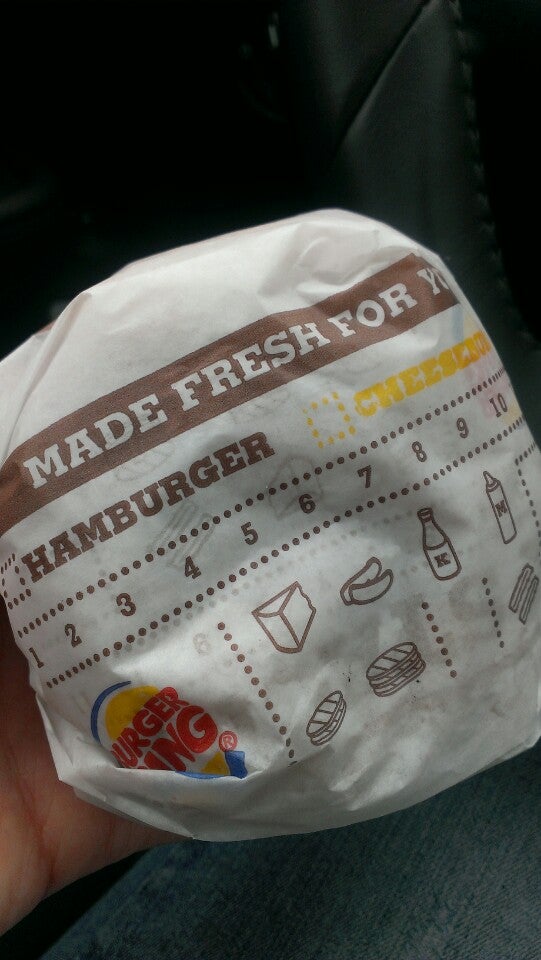 MADE FRESH FOR
HAMBURGER
1 2 3 4 5 6 7 8 9 10
K M
BURGER
KING®